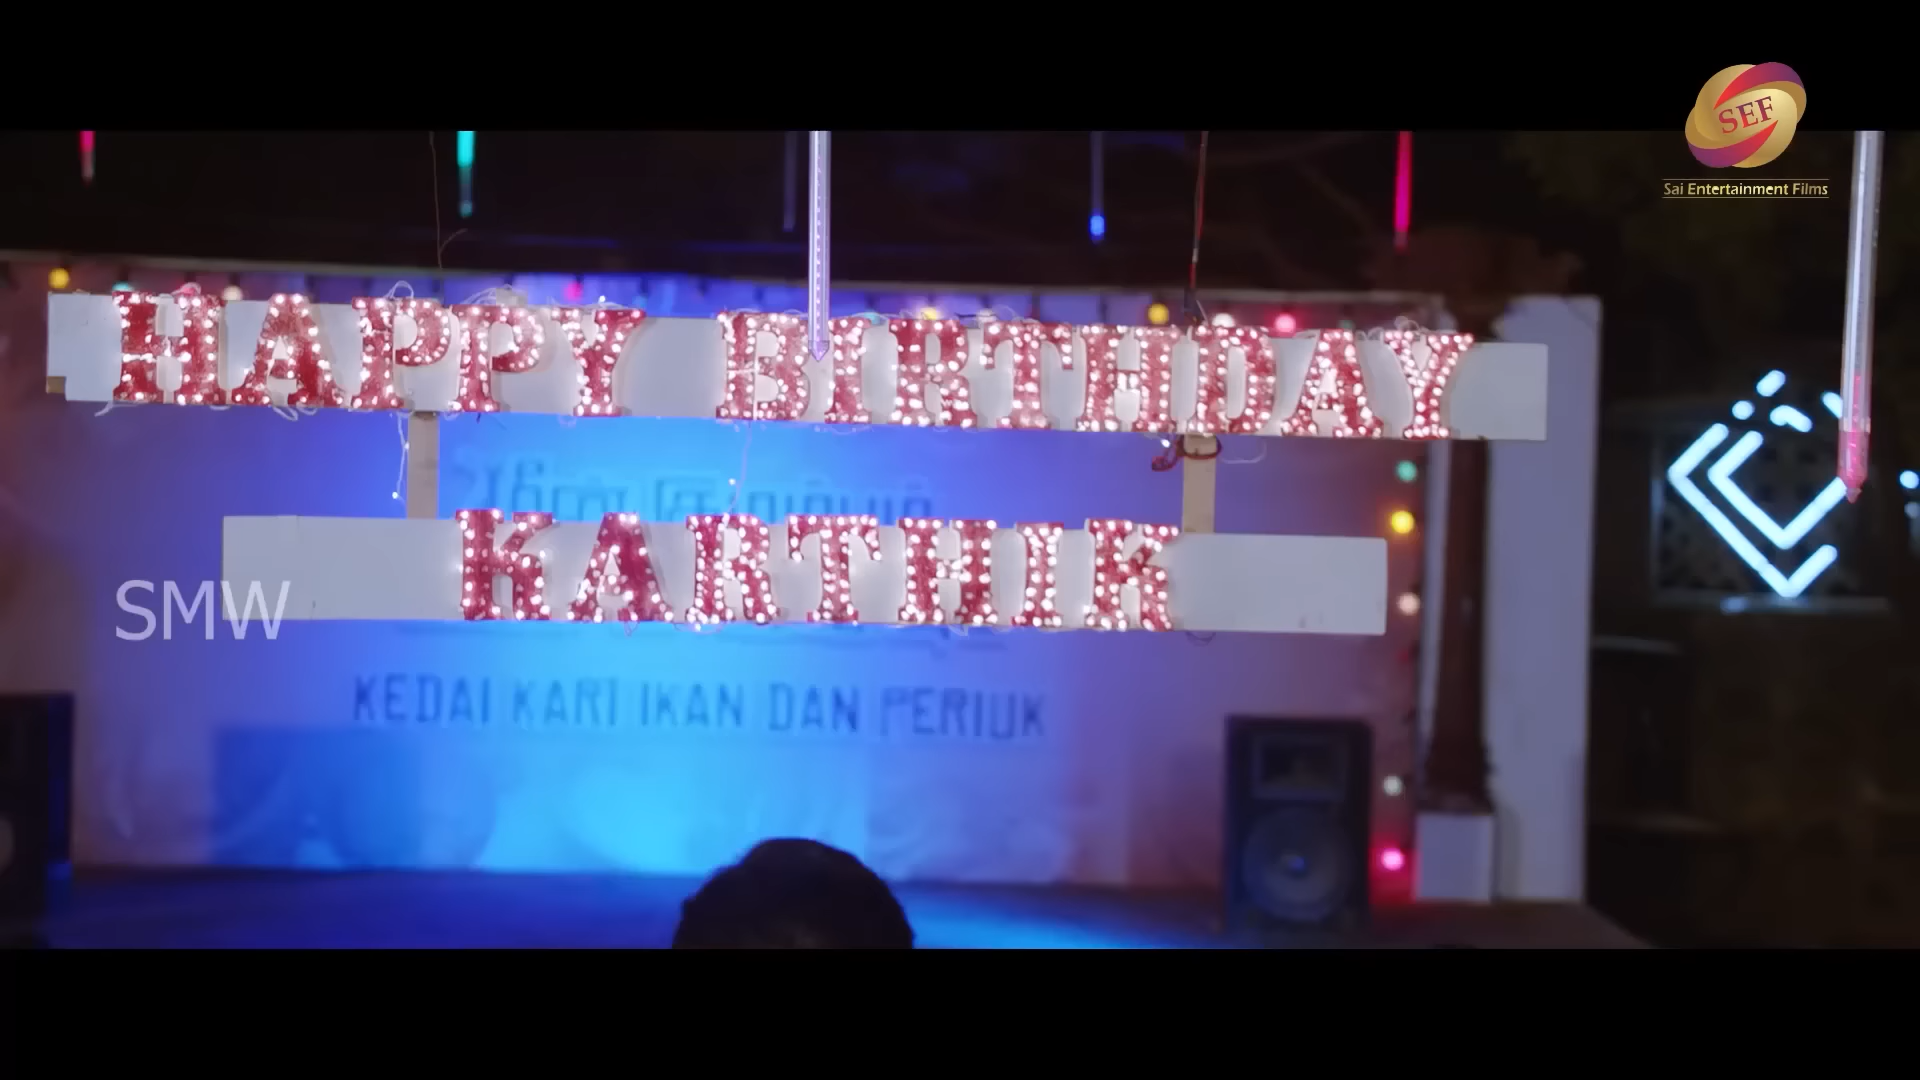 SEF
Sai Entertainment Films
HAPPY BIRTHDAY
KARTHIK
SMW
KEDAI KARI IKAN DAN PERIUK